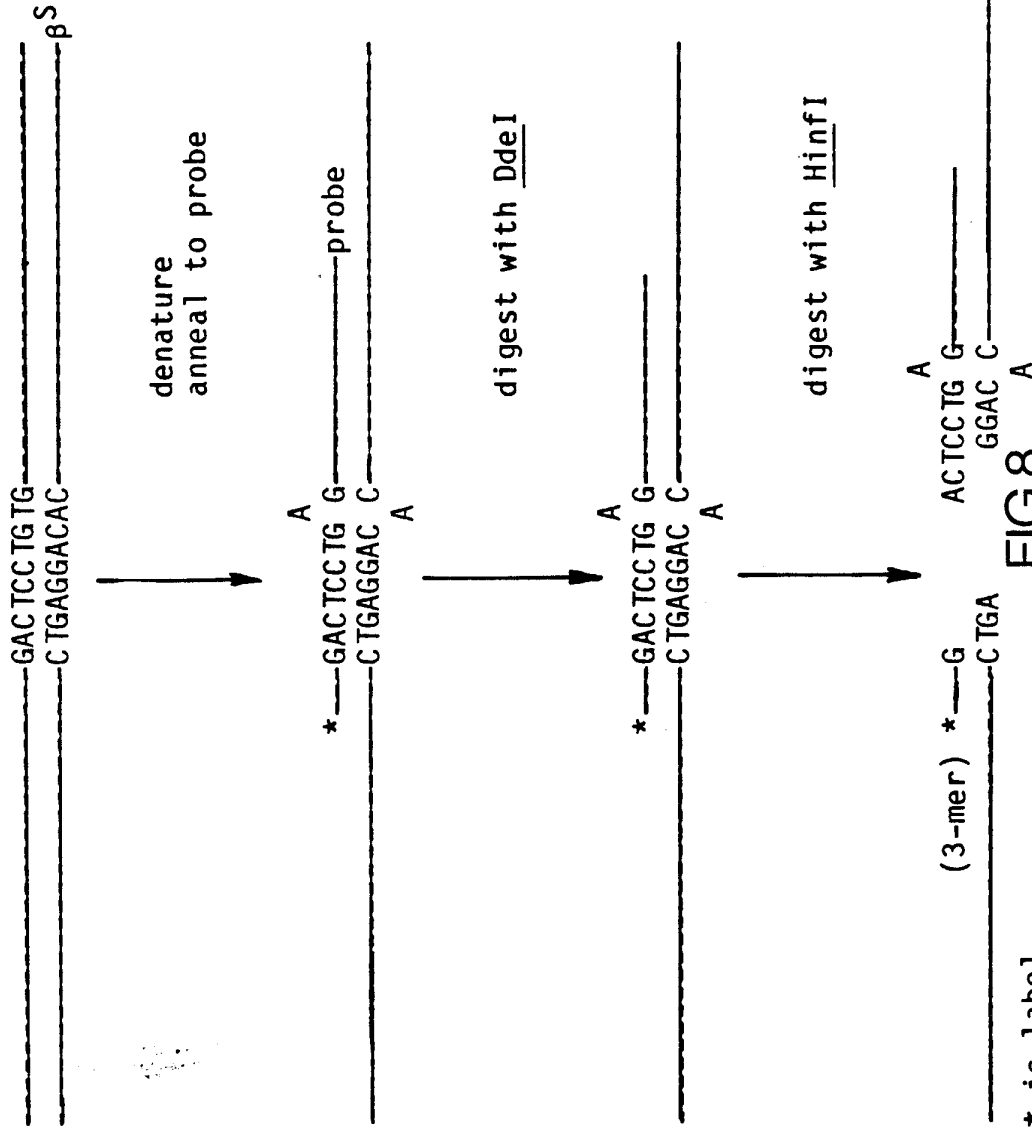 GACTCCTGTG
CTGAGGACAC
βS
denature
anneal to probe
A
*—GACTCCTG G—probe
CTGAGGAC C
A
digest with DdeI
A
*—GACTCCTG G
CTGAGGAC C
A
digest with HinfI
A
(3-mer) *—G ACTCCTG G
CTGA GGAC C
A
* is label
FIG.8